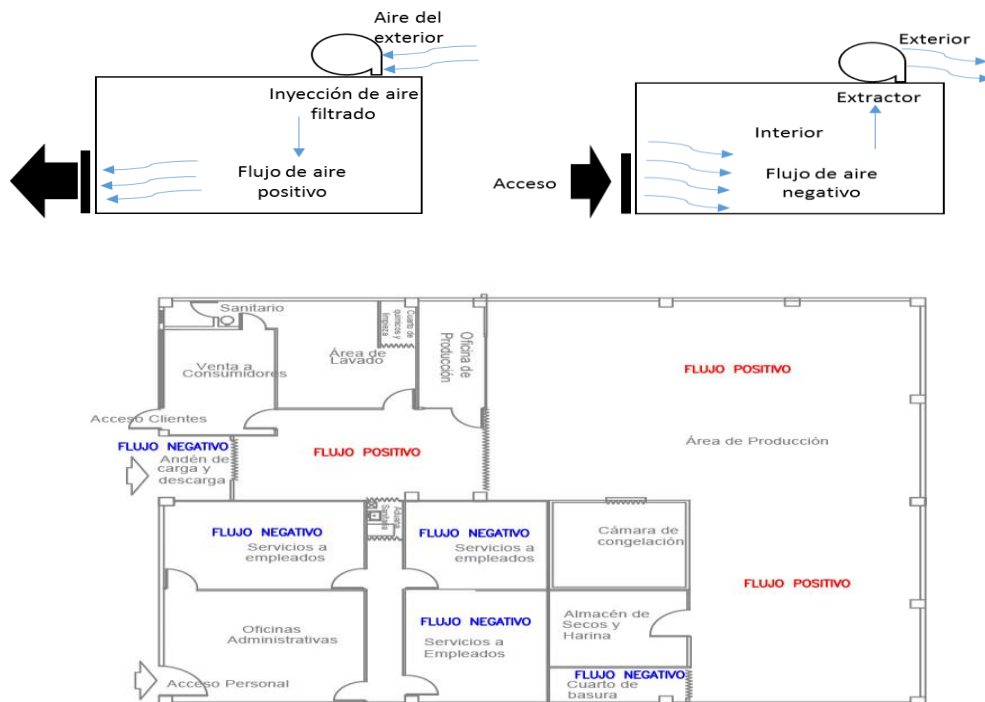 Aire del
exterior
Inyección de aire
filtrado
Flujo de aire
positivo
Exterior
Extractor
Interior
Acceso
Flujo de aire
negativo
Sanitario
Cuarto de
químicos y
limpieza
Oficina de
Producción
Área de
Lavado
Venta a
Consumidores
FLUJO POSITIVO
Acceso Clientes
FLUJO NEGATIVO
Andén de
carga y
descarga
FLUJO POSITIVO
Área de Producción
FLUJO NEGATIVO
Servicios a
empleados
Aduana
Sanitaria
FLUJO NEGATIVO
Servicios a
empleados
Cámara de
congelación
FLUJO POSITIVO
Oficinas
Administrativas
FLUJO NEGATIVO
Servicios a
Empleados
Almacén de
Secos y
Harina
Acceso Personal
FLUJO NEGATIVO
Cuarto de
basura